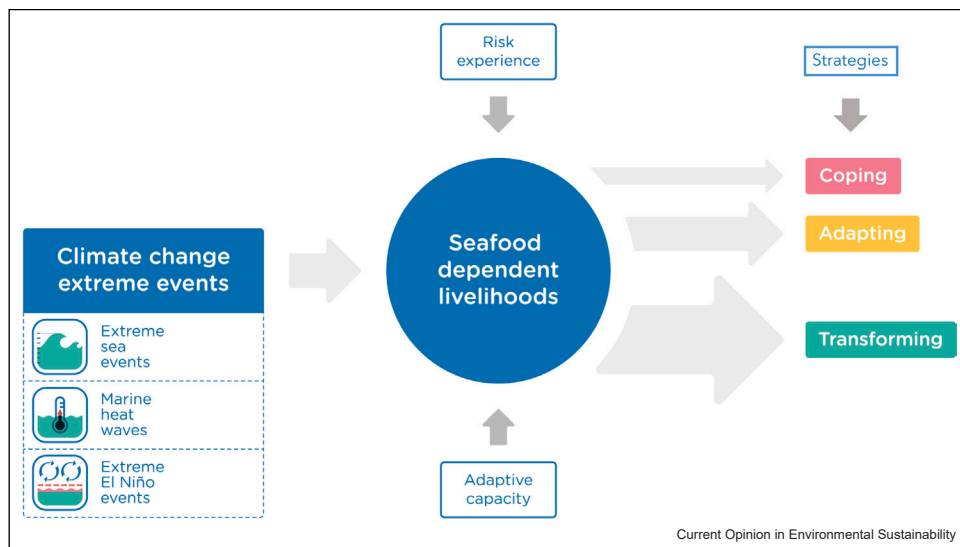 Risk
experience
Strategies
Coping
Adapting
Transforming
Seafood
dependent
livelihoods
Climate change
extreme events
Extreme
sea
events
Marine
heat
waves
Extreme
El Niño
events
Adaptive
capacity
Current Opinion in Environmental Sustainability